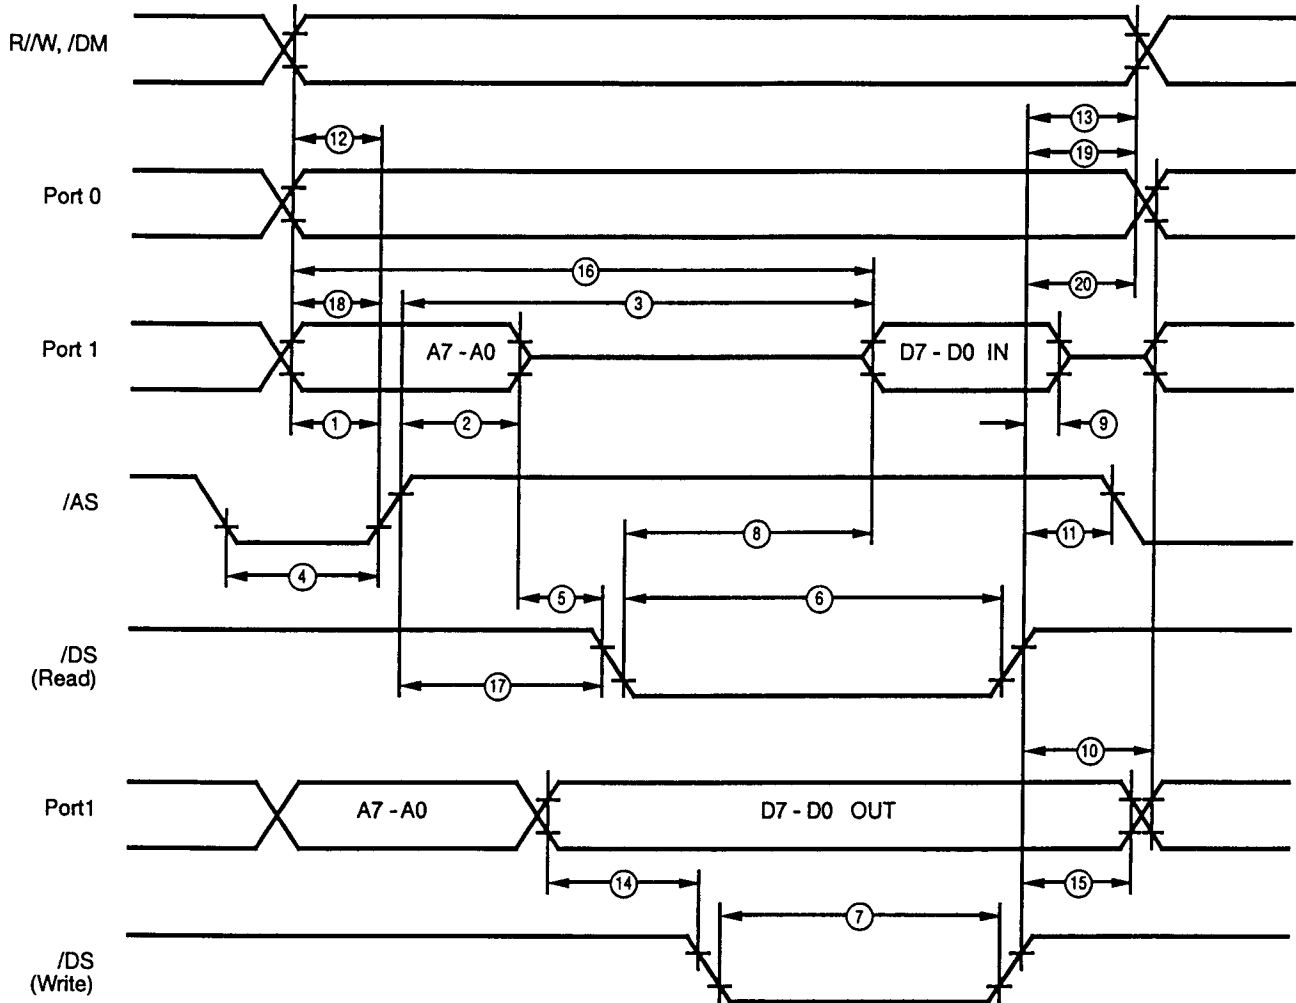 R//W, /DM
12
13
19
Port 0
16
20
18
3
Port 1
A7 - A0
D7 - D0 IN
1
2
9
/AS
8
11
4
5
6
/DS
(Read)
17
10
Port1
A7 - A0
D7 - D0 OUT
14
15
7
/DS
(Write)